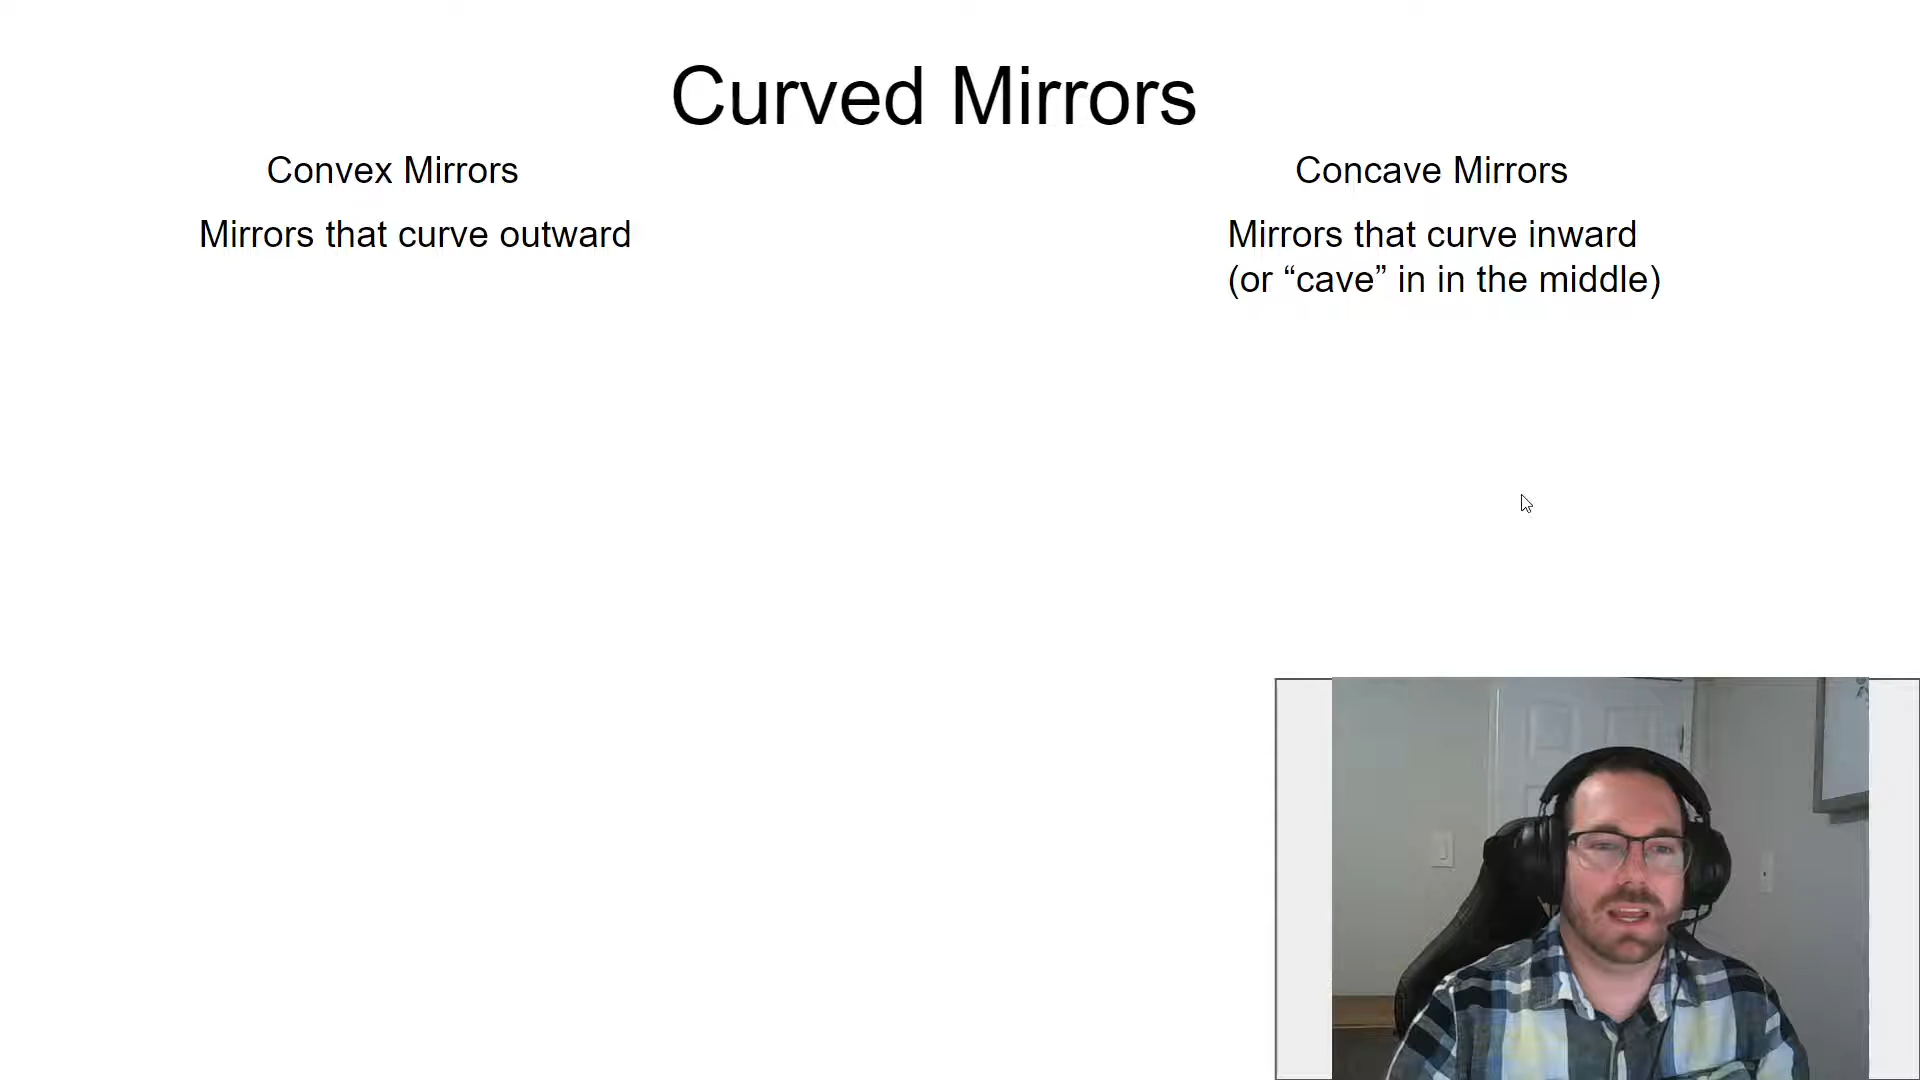 Curved Mirrors
Convex Mirrors
Mirrors that curve outward
Concave Mirrors
Mirrors that curve inward
(or “cave” in in the middle)